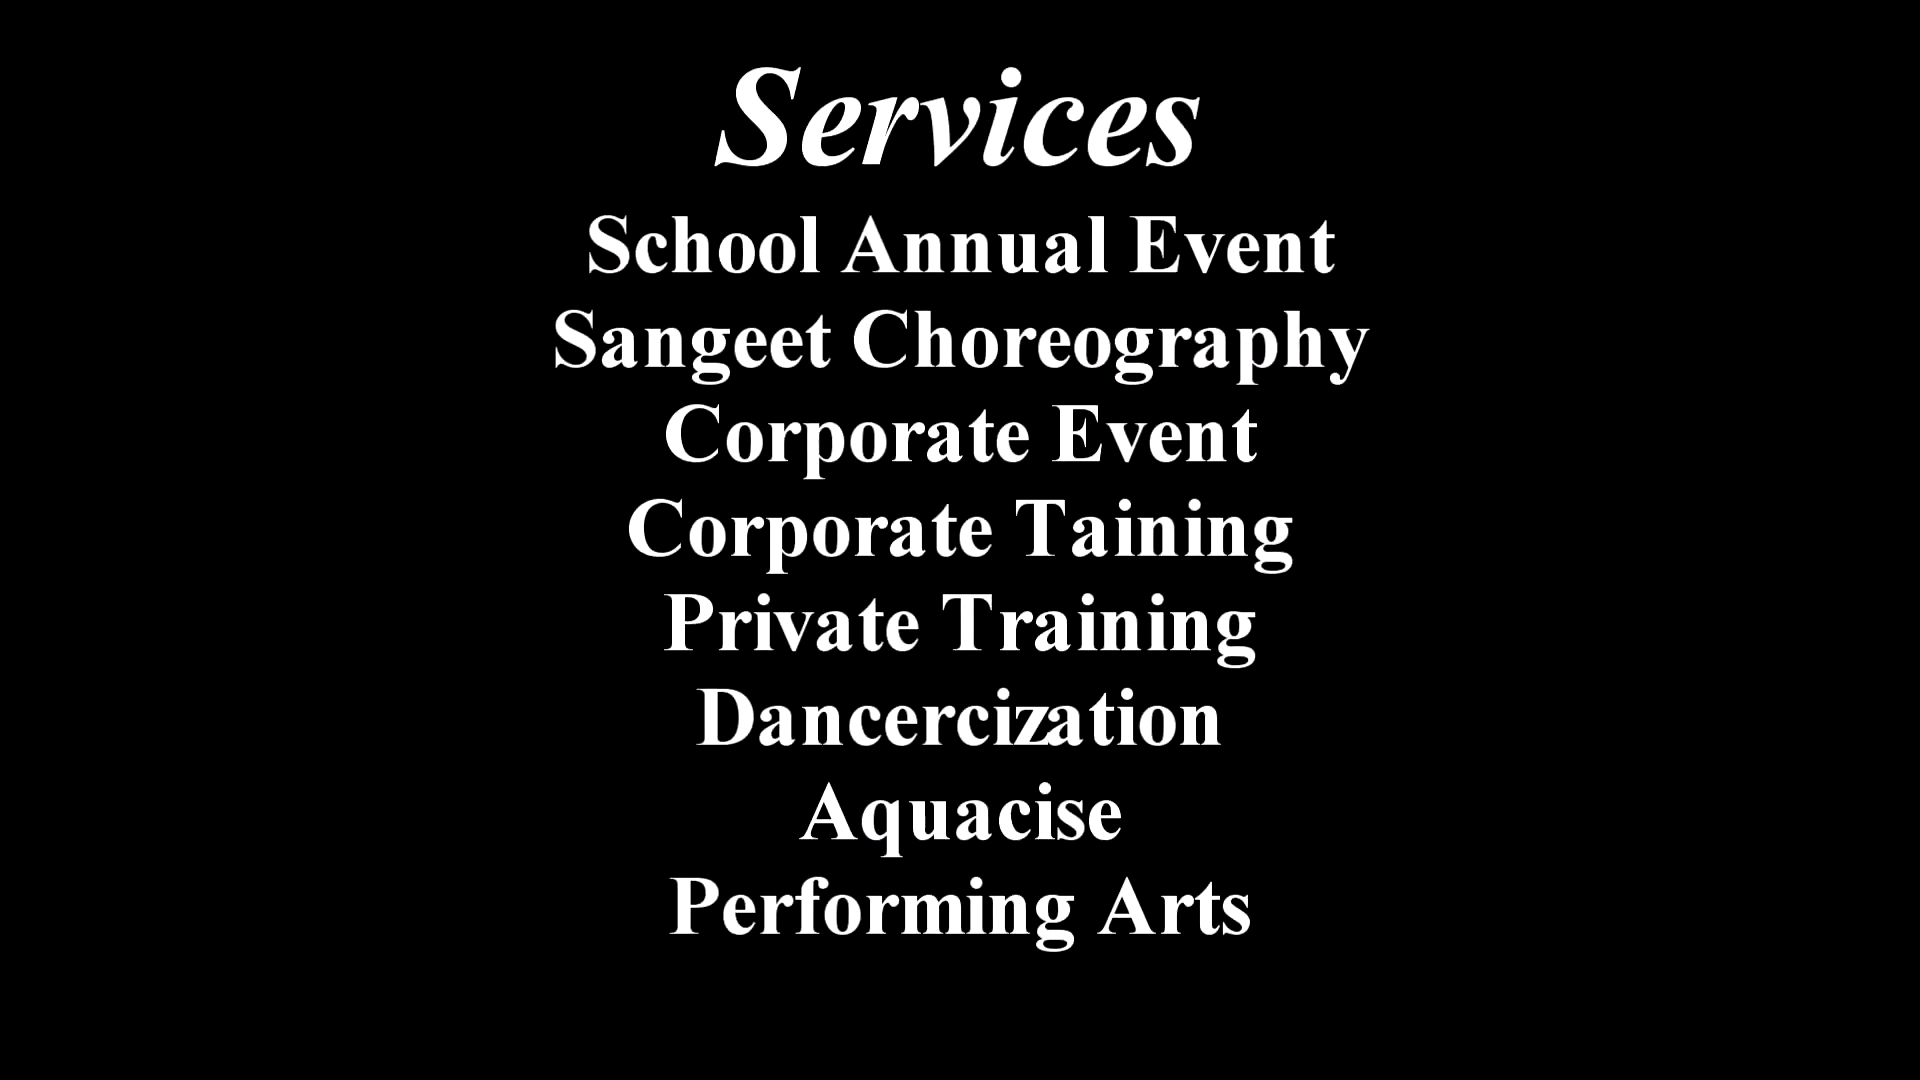 Services
School Annual Event
Sangeet Choreography
Corporate Event
Corporate Taining
Private Training
Dancercization
Aquacise
Performing Arts